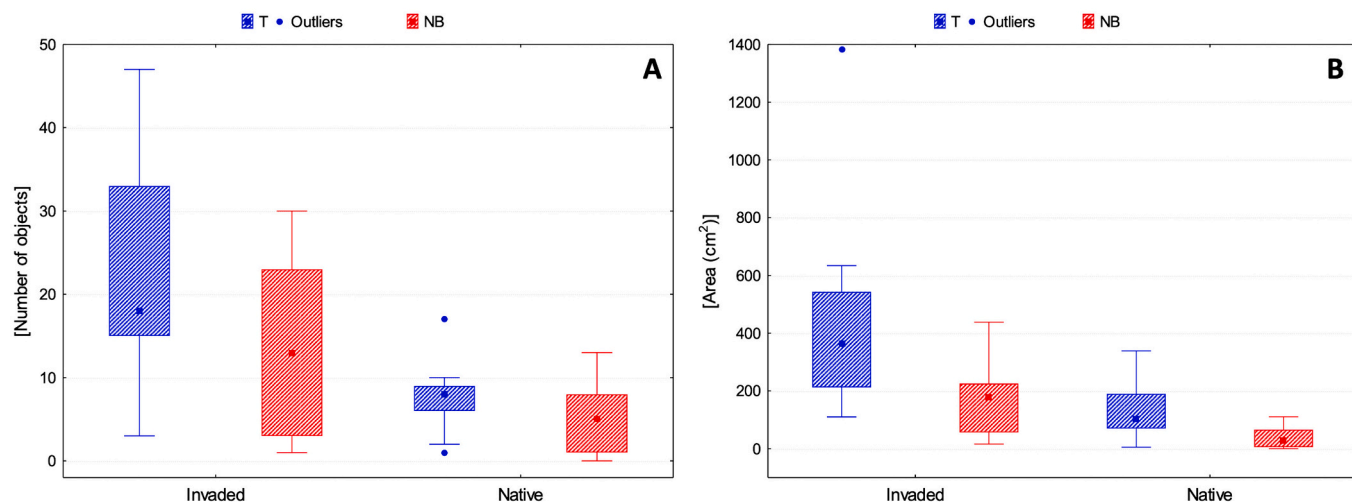 T Outliers NB
A
[Number of objects]
50
40
30
20
10
0
Invaded Native
T Outliers NB
B
[Area (cm²)]
1400
1200
1000
800
600
400
200
0
Invaded Native